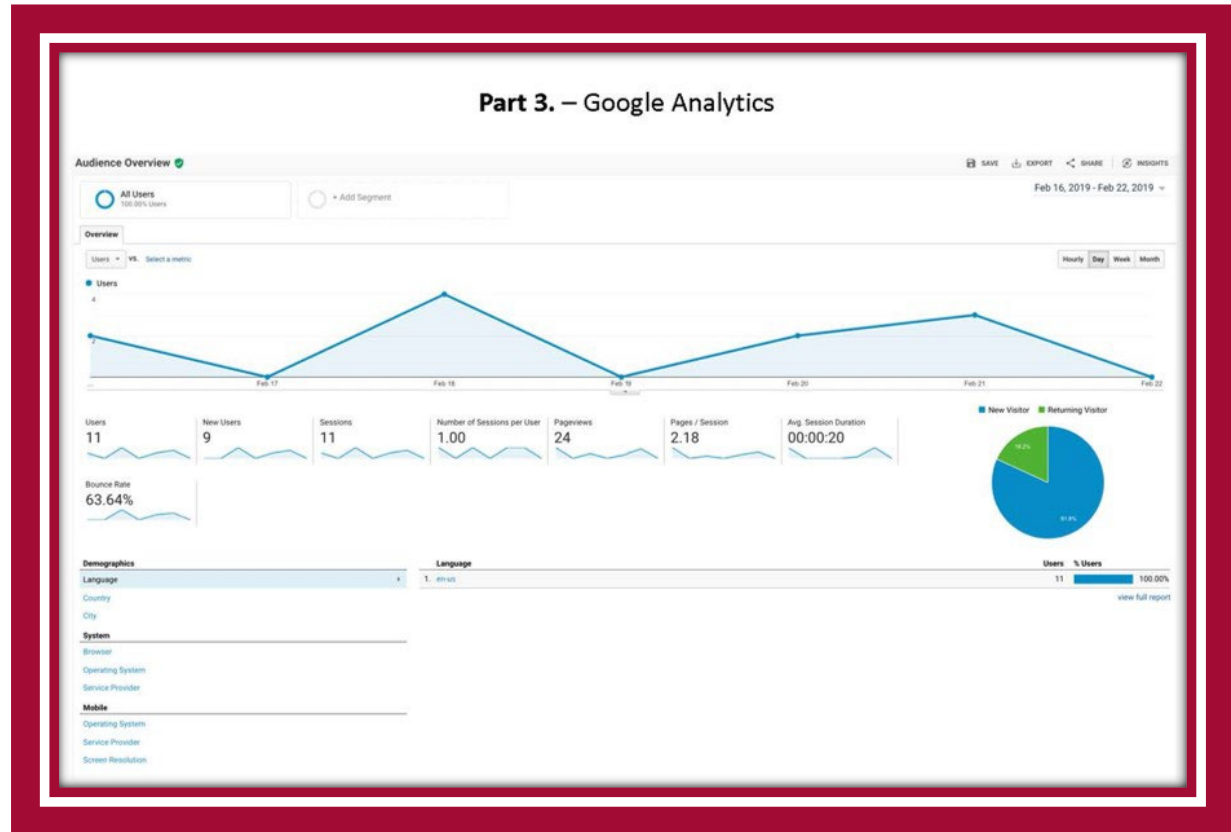 Part 3. – Google Analytics
Audience Overview
SAVE EXPORT SHARE INSIGHTS
All Users
100.00% Users
+ Add Segment
Feb 16, 2019 - Feb 22, 2019
Overview
Users VS. Select a metric
Hourly Day Week Month
Users
4
2
... Feb 17 Feb 18 Feb 19 Feb 20 Feb 21 Feb 22
New Visitor Returning Visitor
Users New Users Sessions Number of Sessions per User Pageviews Pages / Session Avg. Session Duration
11 9 11 1.00 24 2.18 00:00:20
Bounce Rate
63.64%
81.8%
Demographics
Language
Country
City
System
Browser
Operating System
Service Provider
Mobile
Operating System
Service Provider
Screen Resolution
Language Users % Users
1. en-us 11 100.00%
view full report